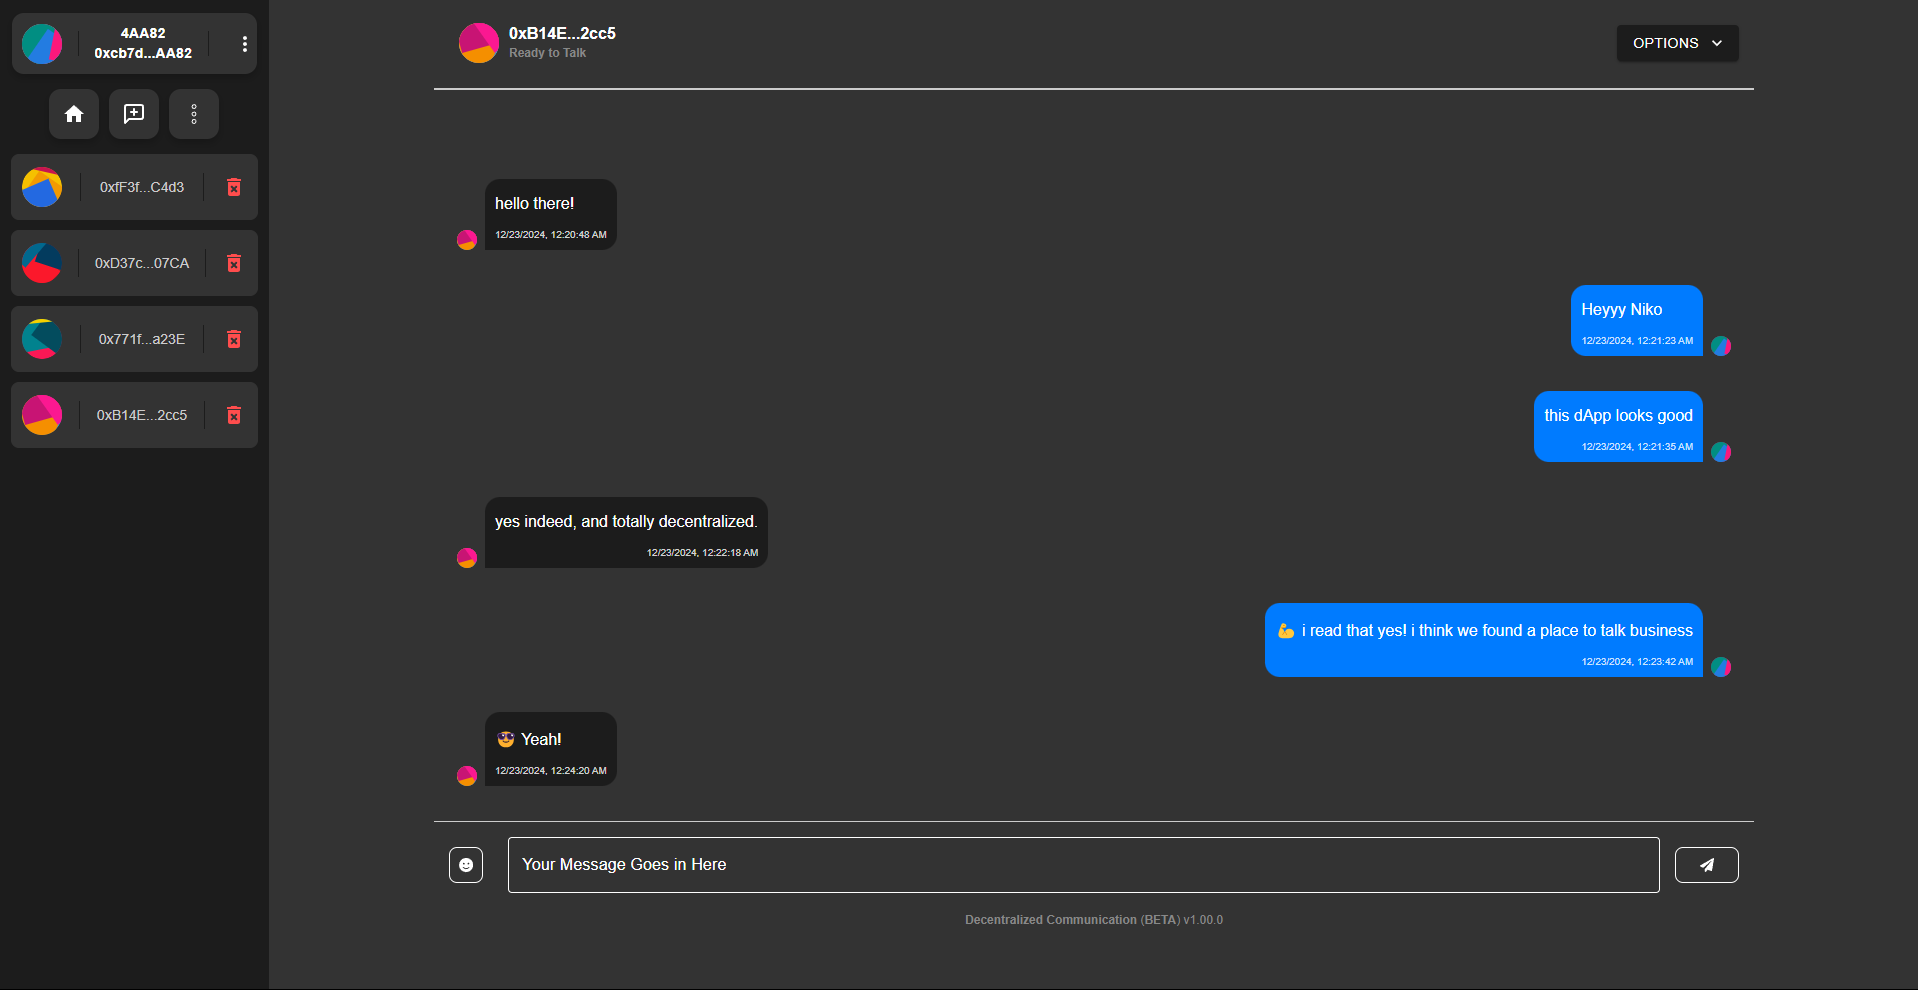 4AA82
0xcb7d...AA82
0xfF3f...C4d3
0xD37c...07CA
0x771f...a23E
0xB14E...2cc5
0xB14E...2cc5
Ready to Talk
OPTIONS
hello there!
12/23/2024, 12:20:48 AM
Heyyy Niko
12/23/2024, 12:21:23 AM
this dApp looks good
12/23/2024, 12:21:35 AM
yes indeed, and totally decentralized.
12/23/2024, 12:22:18 AM
💪 i read that yes! i think we found a place to talk business
12/23/2024, 12:23:42 AM
😎 Yeah!
12/23/2024, 12:24:20 AM
Your Message Goes in Here
Decentralized Communication (BETA) v1.00.0